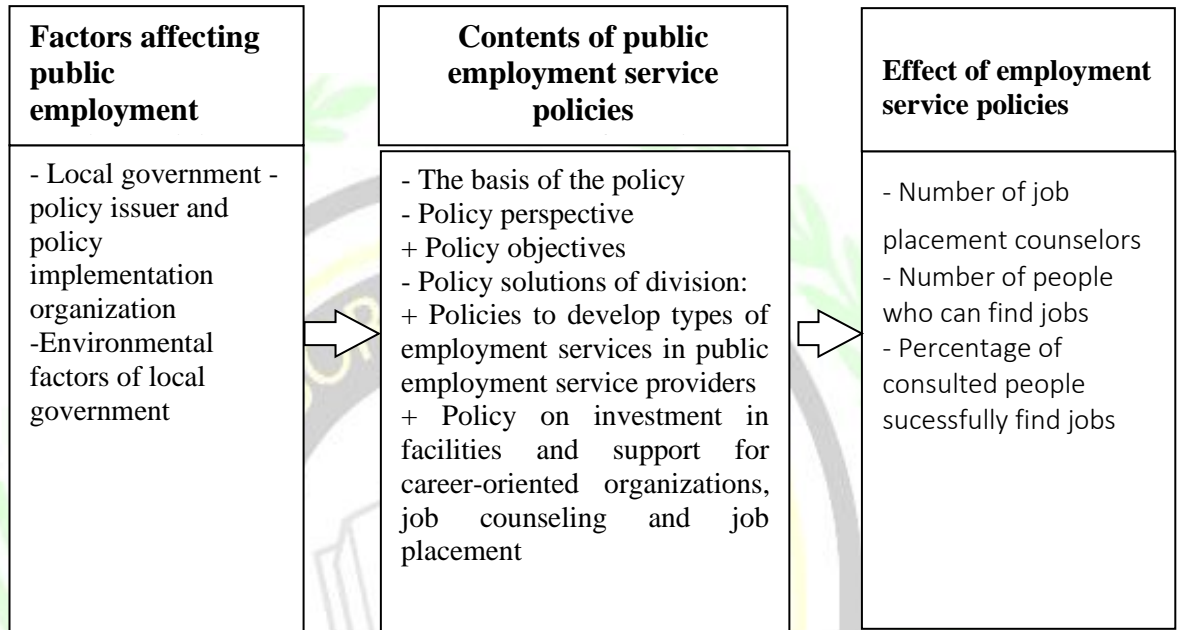 Factors affecting
public
employment
- Local government -
policy issuer and
policy
implementation
organization
-Environmental
factors of local
government
Contents of public
employment service
policies
- The basis of the policy
- Policy perspective
+ Policy objectives
- Policy solutions of division:
+ Policies to develop types of
employment services in public
employment service providers
+ Policy on investment in
facilities and support for
career-oriented organizations,
job counseling and job
placement
Effect of employment
service policies
- Number of job
placement counselors
- Number of people
who can find jobs
- Percentage of
consulted people
sucessfully find jobs